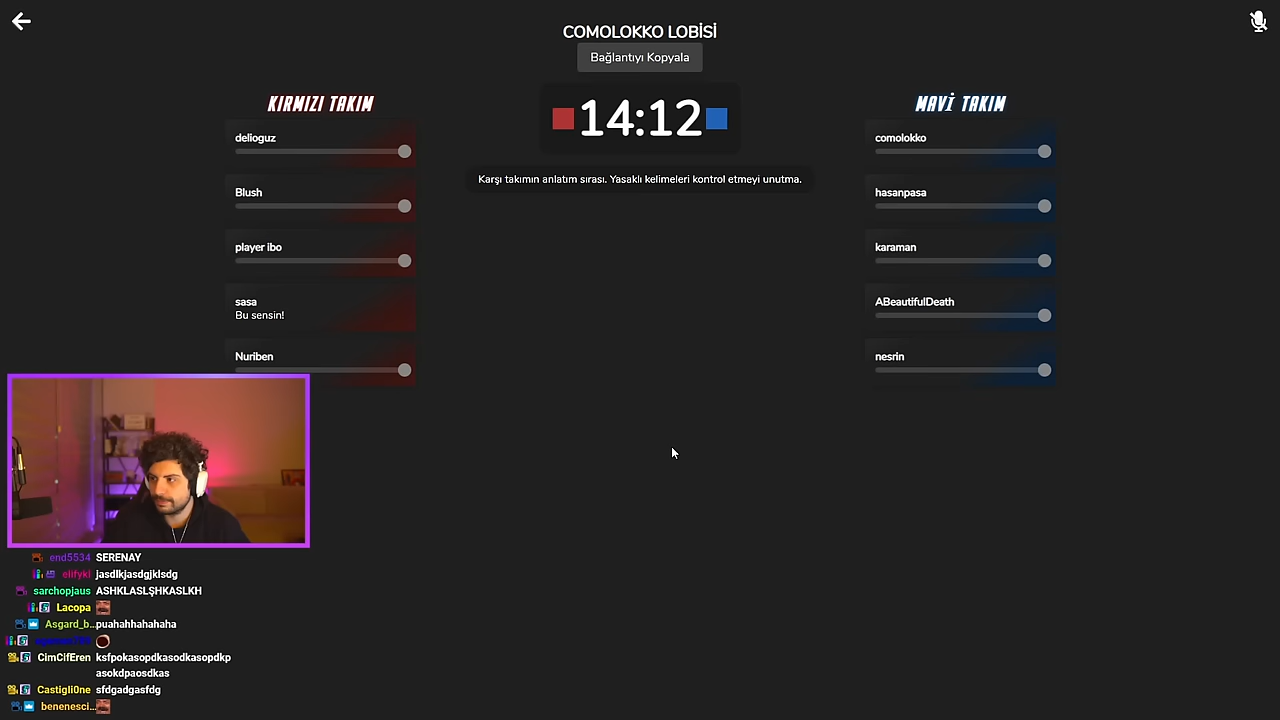 COMOLOKKO LOBİSİ
Bağlantıyı Kopyala
KIRMIZI TAKIM
14:12
MAVİ TAKIM
delioguz
comolokko
Karşı takımın anlatım sırası. Yasaklı kelimeleri kontrol etmeyi unutma.
Blush
hasanpasa
player ibo
karaman
sasa
Bu sensin!
ABeautifulDeath
Nuriben
nesrin
end5534 SERENAY
elifykl jasdlkjasdgjklsdg
sarchopjaus ASHKLASLŞHKASLKH
Lacopa
Asgard_b... puahahhahahaha
CimCifEren ksfpokasopdkasodkasopdkp
asokdpaosdkas
Castigli0ne sfdgadgasfdg
benenesci...